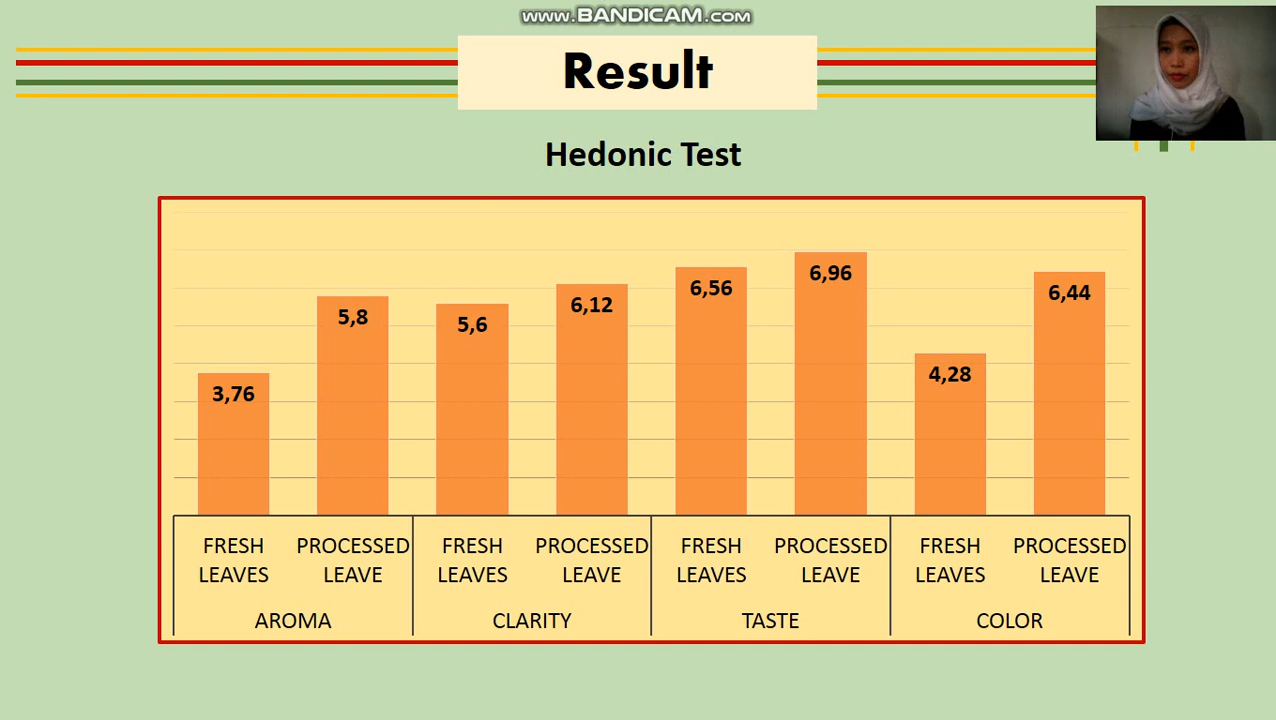 www.BANDICAM.com
Result
Hedonic Test
3,76
5,8
5,6
6,12
6,56
6,96
4,28
6,44
FRESH LEAVES
PROCESSED LEAVE
FRESH LEAVES
PROCESSED LEAVE
FRESH LEAVES
PROCESSED LEAVE
FRESH LEAVES
PROCESSED LEAVE
AROMA
CLARITY
TASTE
COLOR